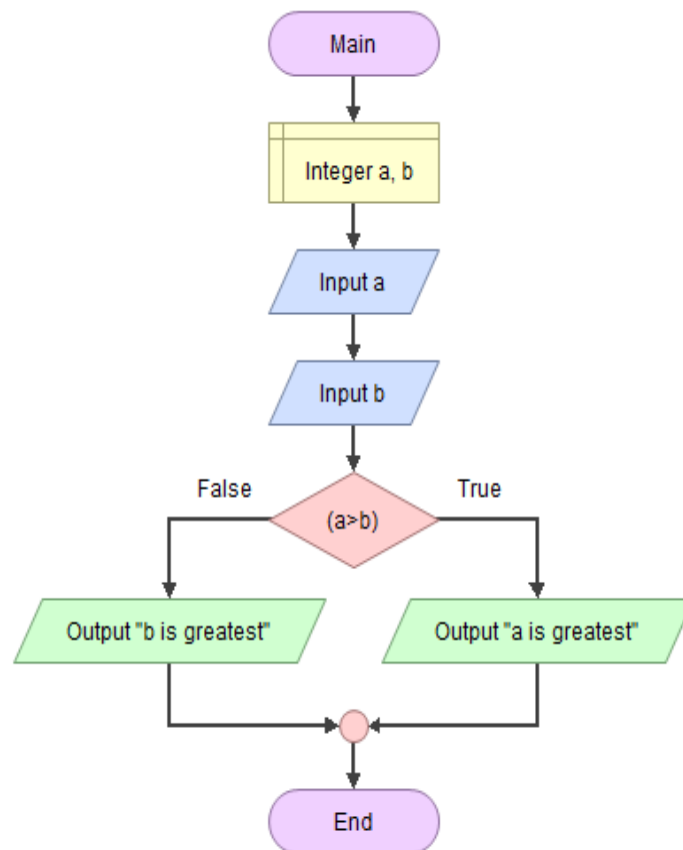 Main
Integer a, b
Input a
Input b
False
True
(a>b)
Output "b is greatest"
Output "a is greatest"
End